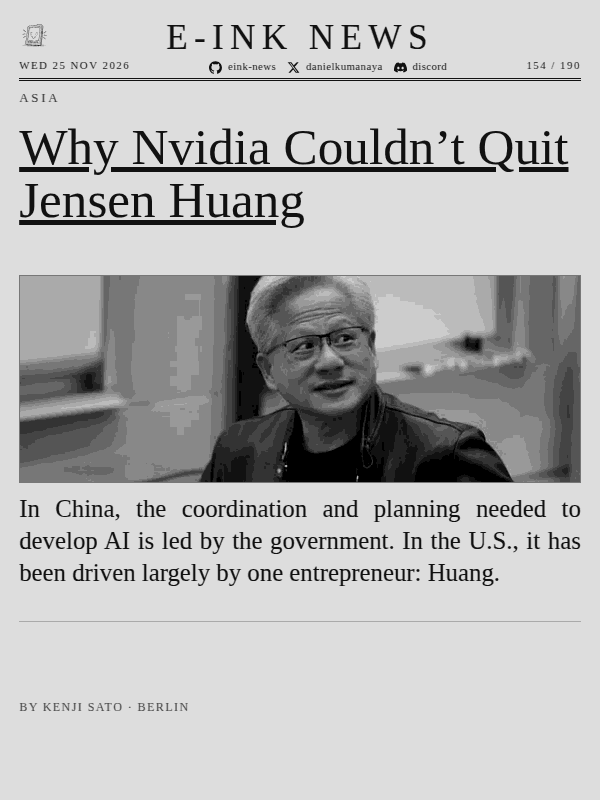 E-INK NEWS
WED 25 NOV 2026
eink-news danielkumanaya discord
154 / 190
ASIA
Why Nvidia Couldn’t Quit
Jensen Huang
In China, the coordination and planning needed to
develop AI is led by the government. In the U.S., it has
been driven largely by one entrepreneur: Huang.
BY KENJI SATO · BERLIN